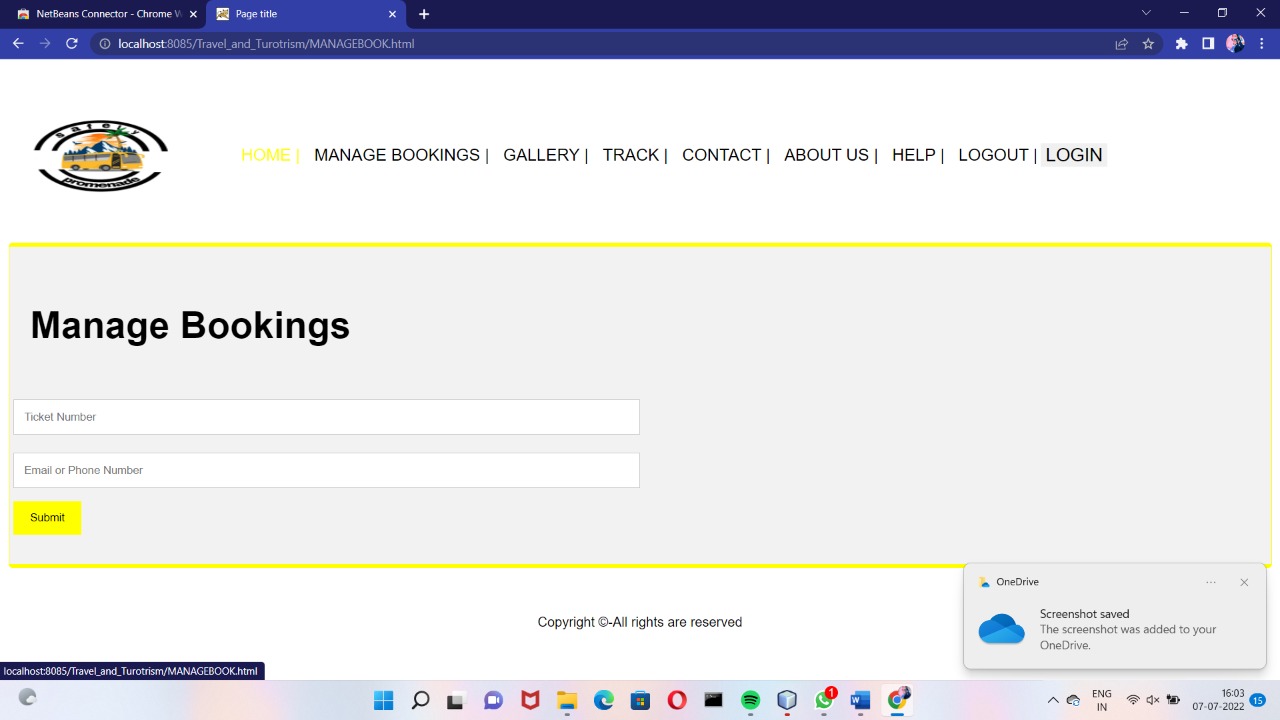 NetBeans Connector - Chrome W
Page title
localhost:8085/Travel_and_Turotrism/MANAGEBOOK.html
safety
promenade
HOME | MANAGE BOOKINGS | GALLERY | TRACK | CONTACT | ABOUT US | HELP | LOGOUT | LOGIN
Manage Bookings
Ticket Number
Email or Phone Number
Submit
OneDrive
Screenshot saved
The screenshot was added to your
OneDrive.
Copyright ©-All rights are reserved
localhost:8085/Travel_and_Turotrism/MANAGEBOOK.html
1
ENG
IN
16:03
07-07-2022
15